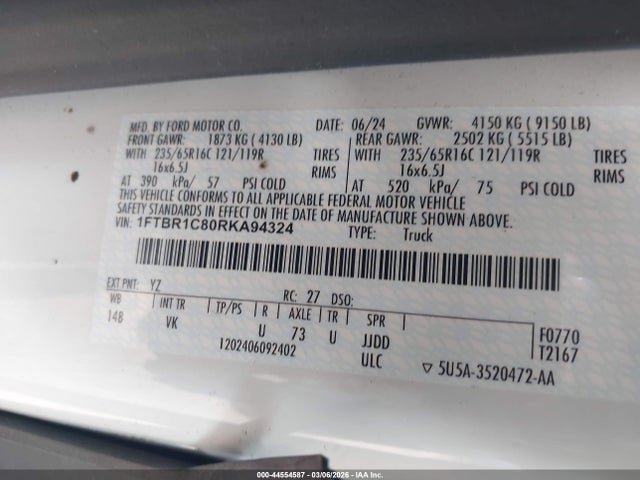 MFD. BY FORD MOTOR CO. DATE: 06/24 GVWR: 4150 KG ( 9150 LB)
FRONT GAWR: 1873 KG ( 4130 LB) REAR GAWR: 2502 KG ( 5515 LB)
WITH 235/65R16C 121/119R TIRES WITH 235/65R16C 121/119R TIRES
16x6.5J RIMS 16x6.5J RIMS
AT 390 kPa/ 57 PSI COLD AT 520 kPa/ 75 PSI COLD
THIS VEHICLE CONFORMS TO ALL APPLICABLE FEDERAL MOTOR VEHICLE
SAFETY STANDARDS IN EFFECT ON THE DATE OF MANUFACTURE SHOWN ABOVE.
VIN: 1FTBR1C80RKA94324 TYPE: Truck
EXT PNT: YZ RC: 27 DSO:
WB INT TR TP/PS R AXLE TR SPR
148 VK U 73 U JJDD F0770
1202406092402 ULC T2167
▽ 5U5A-3520472-AA
000-44554587 - 03/06/2026 - IAA Inc.